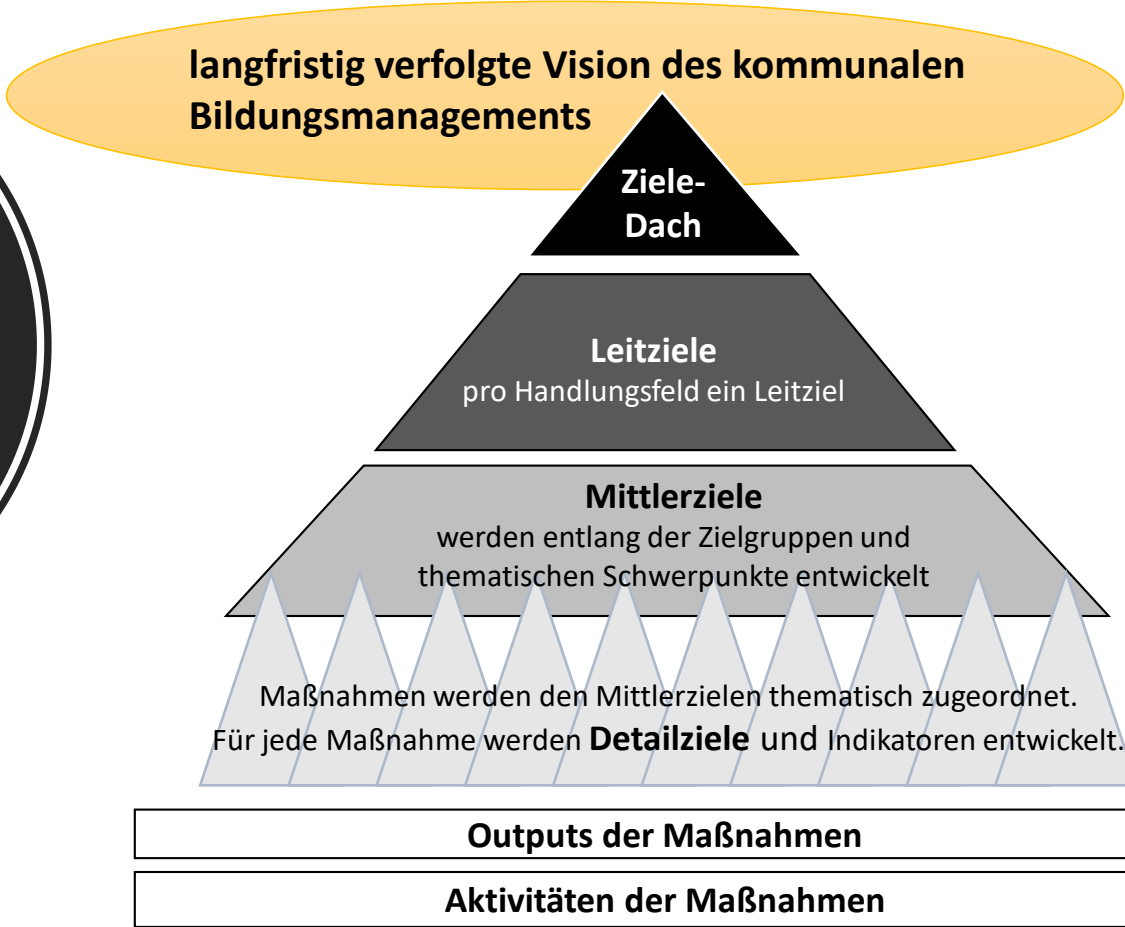 langfristig verfolgte Vision des kommunalen
Bildungsmanagements
Ziele-
Dach
Leitziele
pro Handlungsfeld ein Leitziel
Mittlerziele
werden entlang der Zielgruppen und
thematischen Schwerpunkte entwickelt
Maßnahmen werden den Mittlerzielen thematisch zugeordnet.
Für jede Maßnahme werden Detailziele und Indikatoren entwickelt.
Outputs der Maßnahmen
Aktivitäten der Maßnahmen